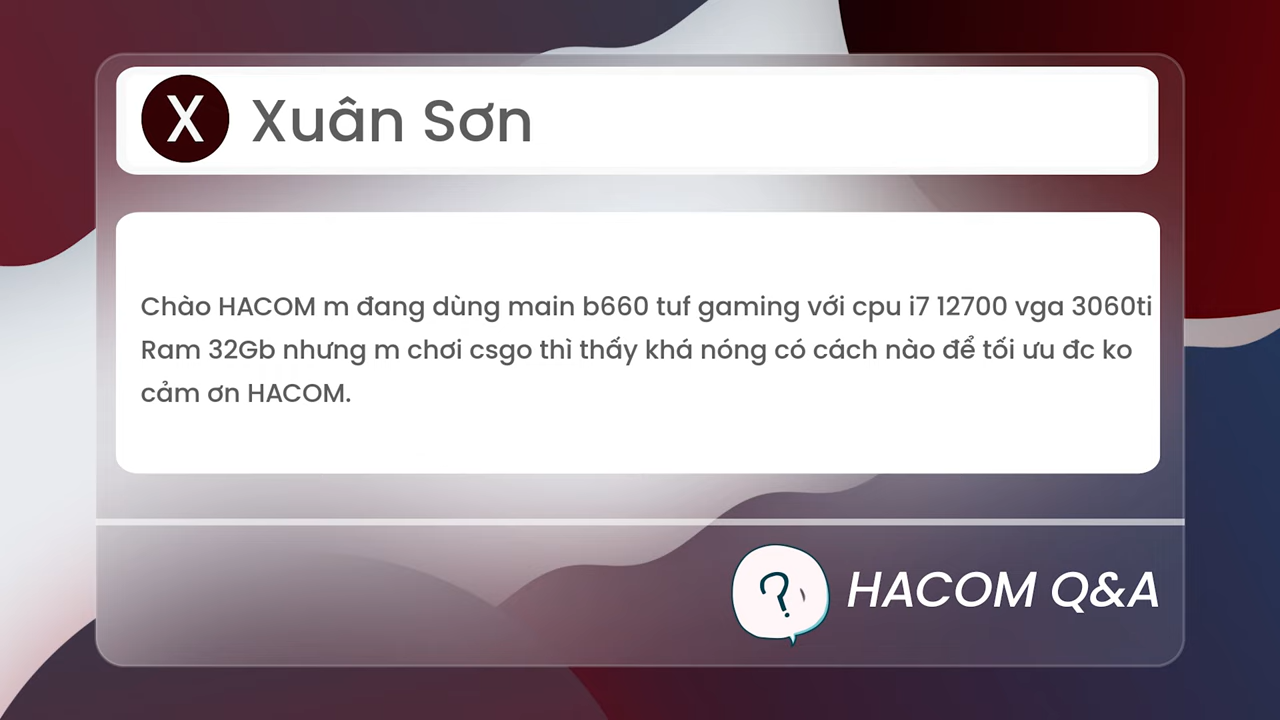 X
Xuân Sơn
Chào HACOM m đang dùng main b660 tuf gaming với cpu i7 12700 vga 3060ti
Ram 32Gb nhưng m chơi csgo thì thấy khá nóng có cách nào để tối ưu đc ko
cảm ơn HACOM.
?
HACOM Q&A